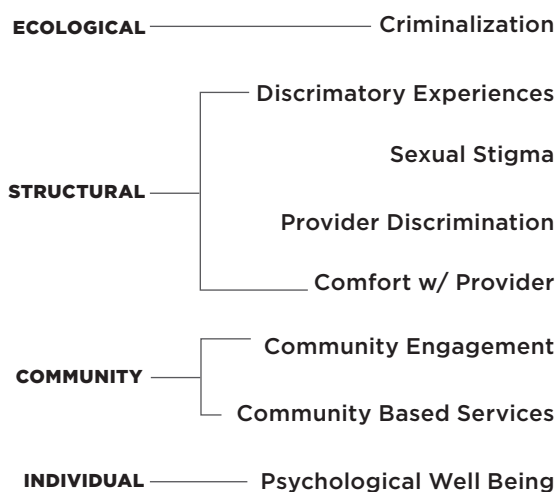 ECOLOGICAL Criminalization
Discrimatory Experiences
Sexual Stigma
STRUCTURAL
Provider Discrimination
Comfort w/ Provider
Community Engagement
COMMUNITY
Community Based Services
INDIVIDUAL Psychological Well Being